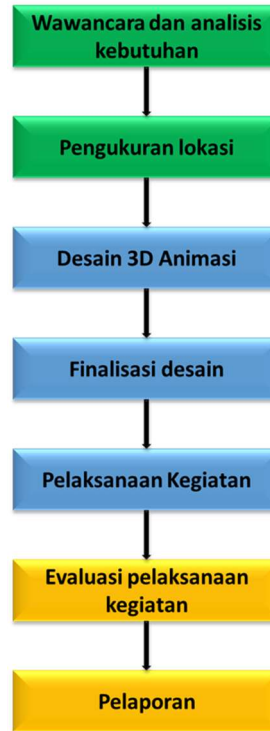 Wawancara dan analisis
kebutuhan
Pengukuran lokasi
Desain 3D Animasi
Finalisasi desain
Pelaksanaan Kegiatan
Evaluasi pelaksanaan
kegiatan
Pelaporan